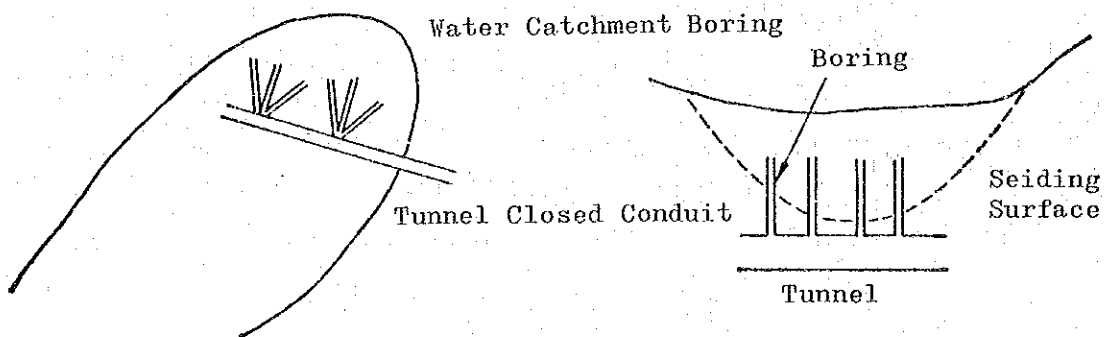 Water Catchment Boring
Boring
Tunnel Closed Conduit
Seiding
Surface
Tunnel